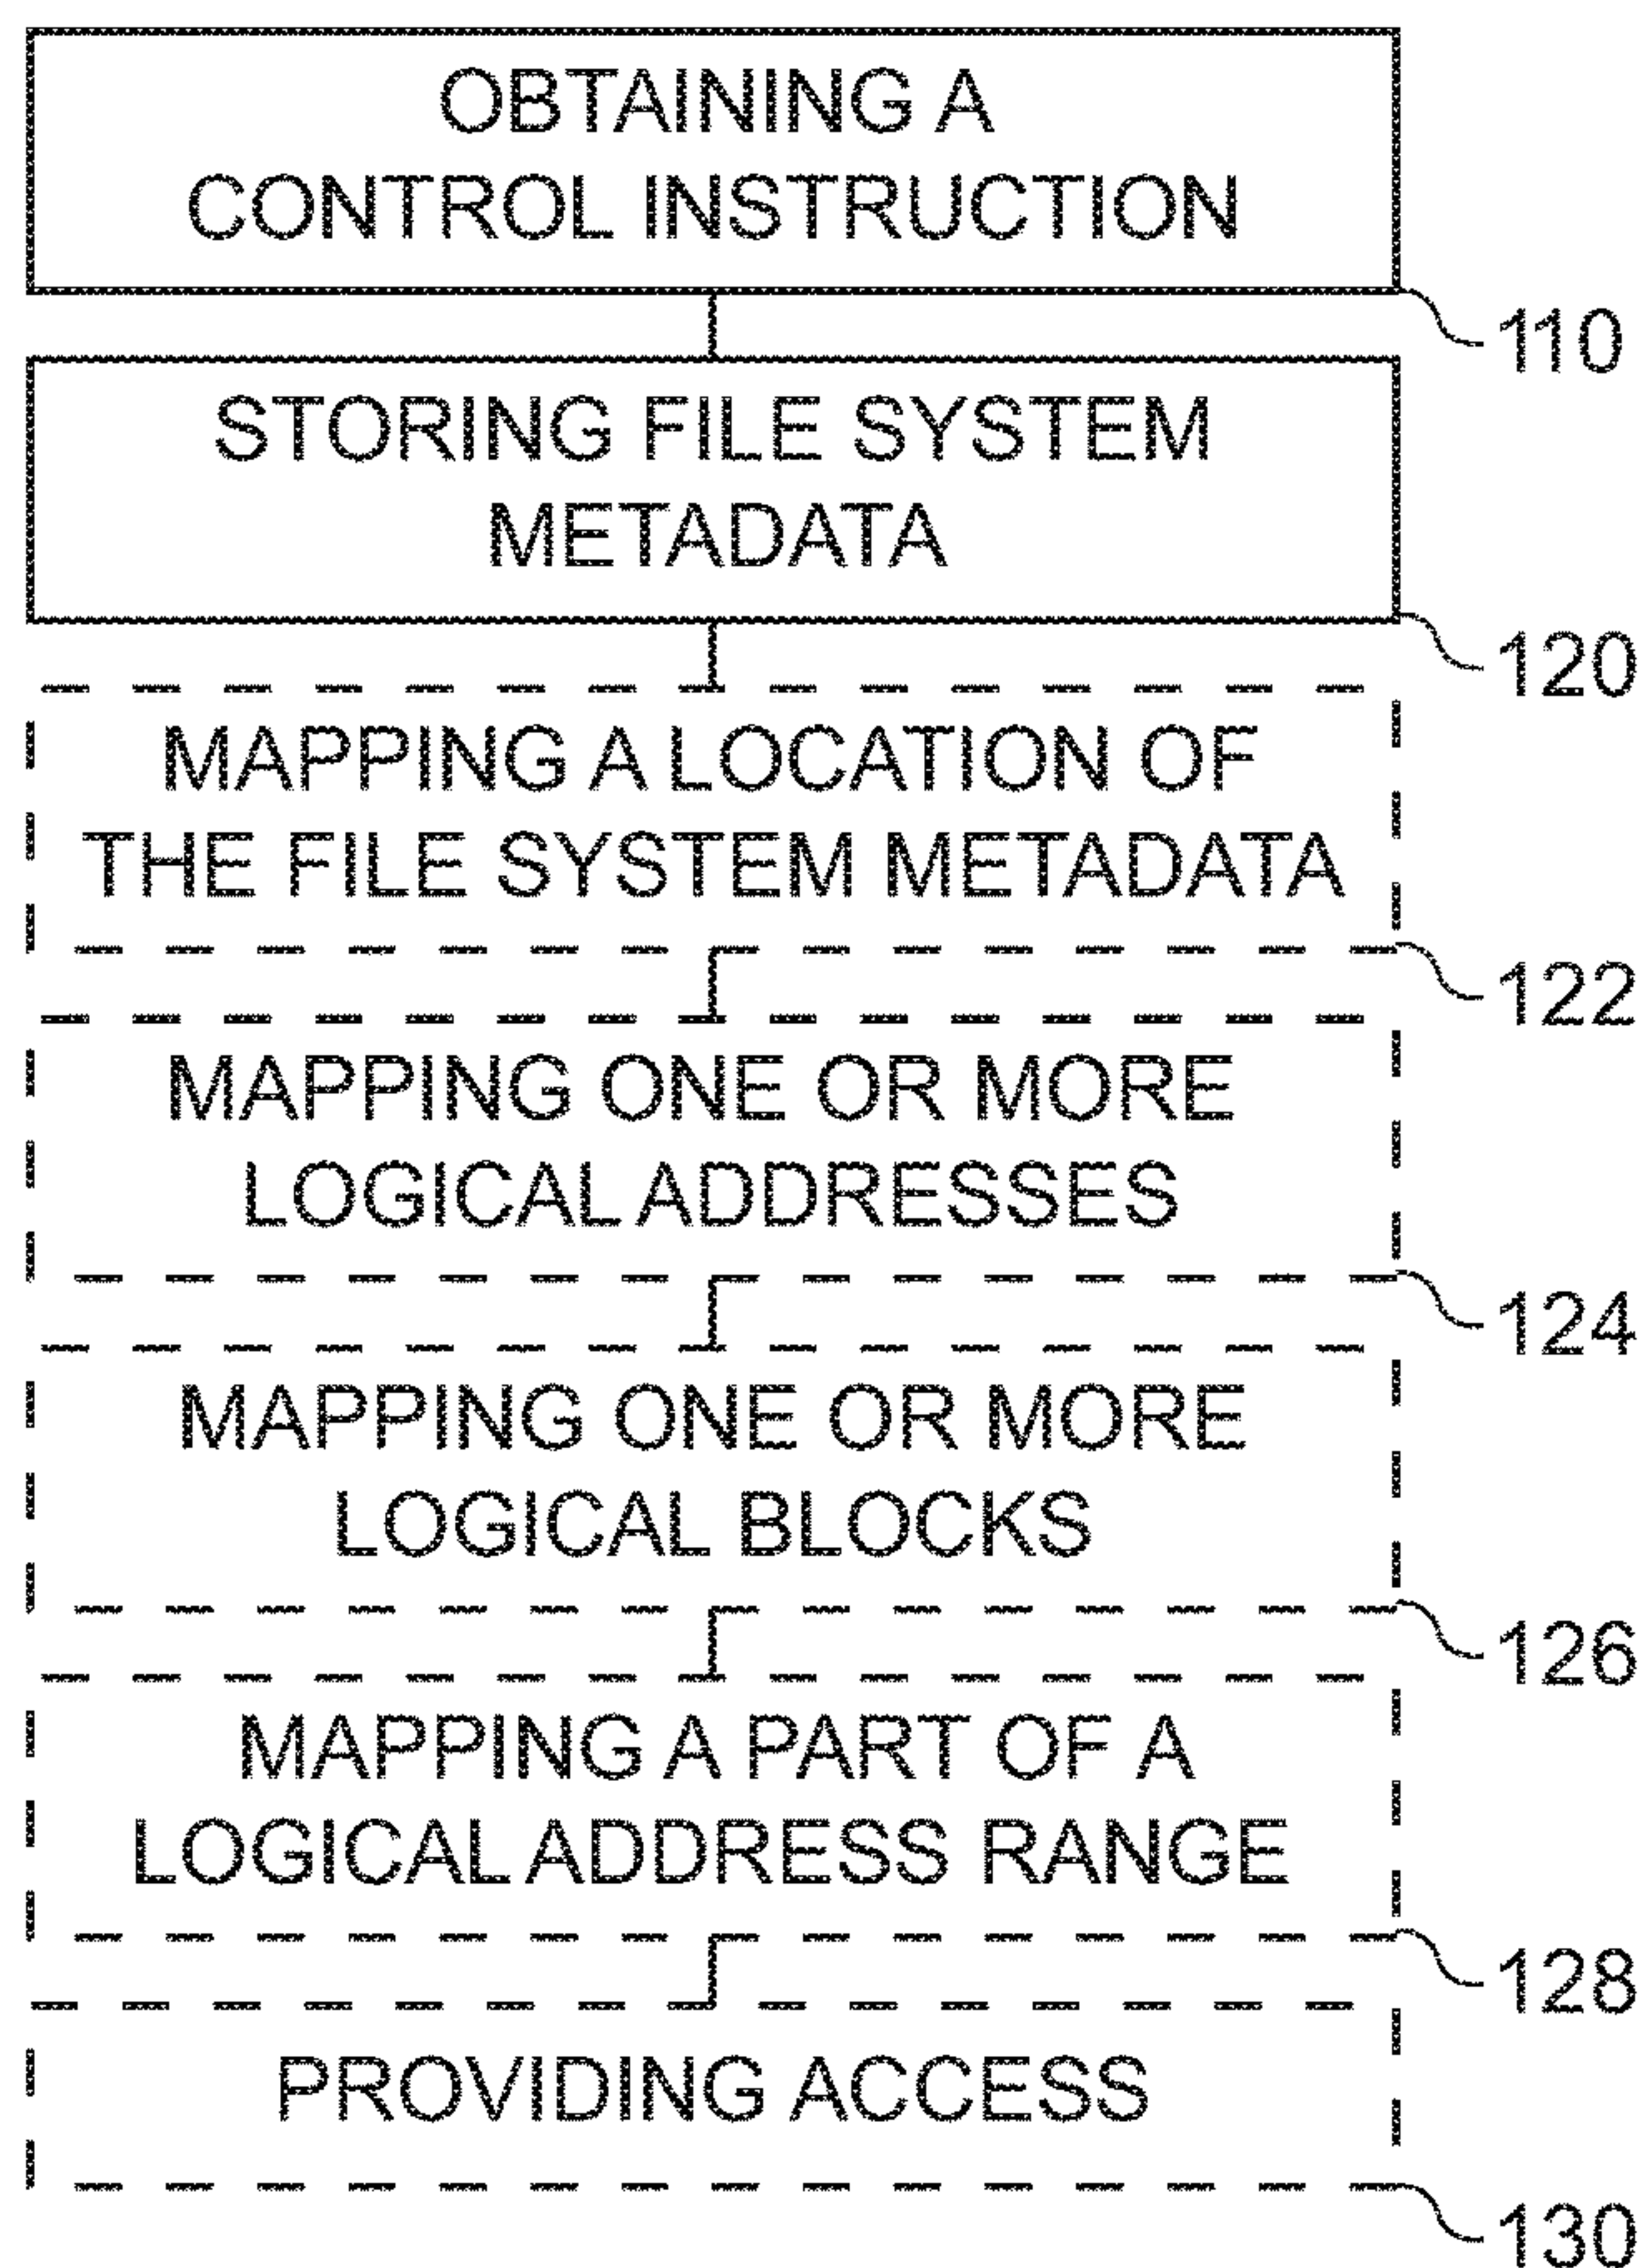 OBTAINING A
CONTROL INSTRUCTION
110
STORING FILE SYSTEM
METADATA
120
MAPPING A LOCATION OF
THE FILE SYSTEM METADATA
122
MAPPING ONE OR MORE
LOGICAL ADDRESSES
124
MAPPING ONE OR MORE
LOGICAL BLOCKS
126
MAPPING A PART OF A
LOGICAL ADDRESS RANGE
128
PROVIDING ACCESS
130